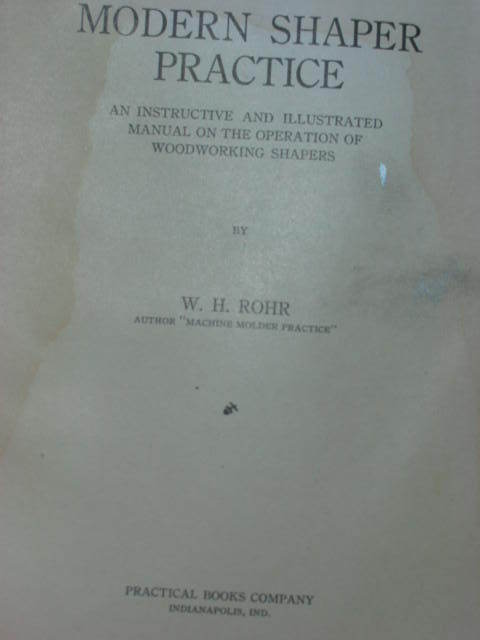 MODERN SHAPER
PRACTICE
AN INSTRUCTIVE AND ILLUSTRATED
MANUAL ON THE OPERATION OF
WOODWORKING SHAPERS
BY
W. H. ROHR
AUTHOR "MACHINE MOLDER PRACTICE"
PRACTICAL BOOKS COMPANY
INDIANAPOLIS, IND.